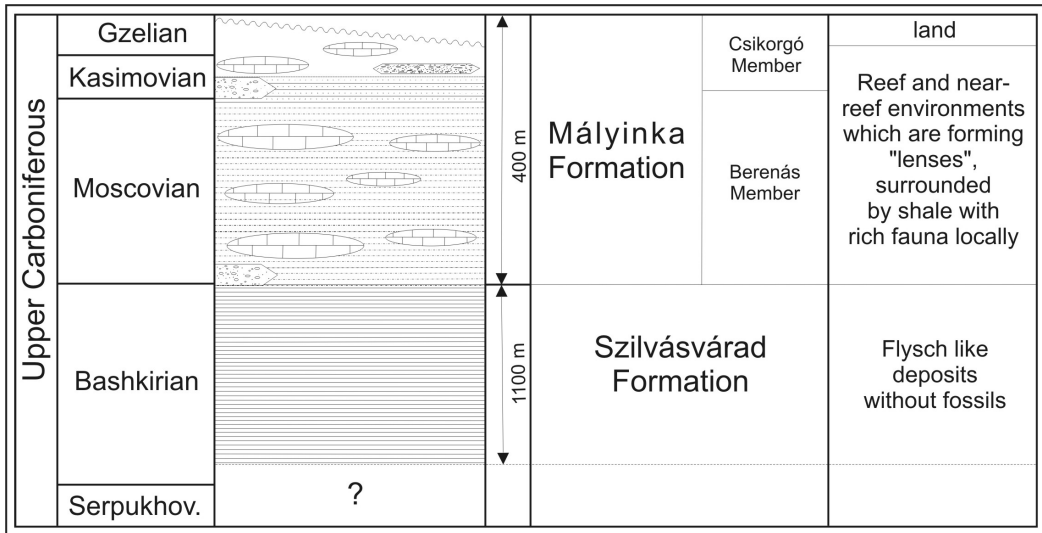 Upper Carboniferous
Gzelian
Kasimovian
Moscovian
Bashkirian
Serpukhov.
?
400 m
1100 m
Mályinka
Formation
Szilvásvárad
Formation
Csikorgó
Member
Berenás
Member
land
Reef and near-
reef environments
which are forming
"lenses",
surrounded
by shale with
rich fauna locally
Flysch like
deposits
without fossils